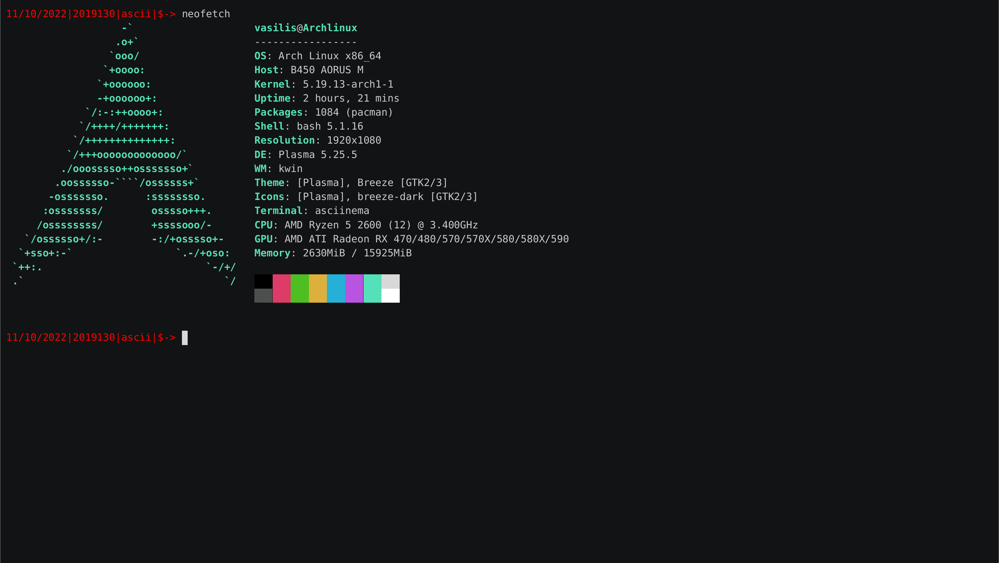 11/10/2022|2019130|ascii|$-> neofetch
                   -`                    vasilis@Archlinux
                  .o+`                   -----------------
                 `ooo/                   OS: Arch Linux x86_64
                `+oooo:                  Host: B450 AORUS M
               `+oooooo:                 Kernel: 5.19.13-arch1-1
               -+oooooo+:                Uptime: 2 hours, 21 mins
             `/:-:++oooo+:               Packages: 1084 (pacman)
            `/++++/+++++++:              Shell: bash 5.1.16
           `/++++++++++++++:             Resolution: 1920x1080
          `/+++ooooooooooooo/`           DE: Plasma 5.25.5
         ./ooosssso++osssssso+`          WM: kwin
        .oossssso-````/ossssss+`         Theme: [Plasma], Breeze [GTK2/3]
       -osssssso.      :ssssssso.        Icons: [Plasma], breeze-dark [GTK2/3]
      :osssssss/        osssso+++.       Terminal: asciinema
     /ossssssss/        +ssssooo/-       CPU: AMD Ryzen 5 2600 (12) @ 3.400GHz
   `/ossssso+/:-        -:/+osssso+-     GPU: AMD ATI Radeon RX 470/480/570/570X/580/580X/590
  `+sso+:-`                 `.-/+oso:    Memory: 2630MiB / 15925MiB
 `++:.                           `-/+/
 .`                                 `/
11/10/2022|2019130|ascii|$->